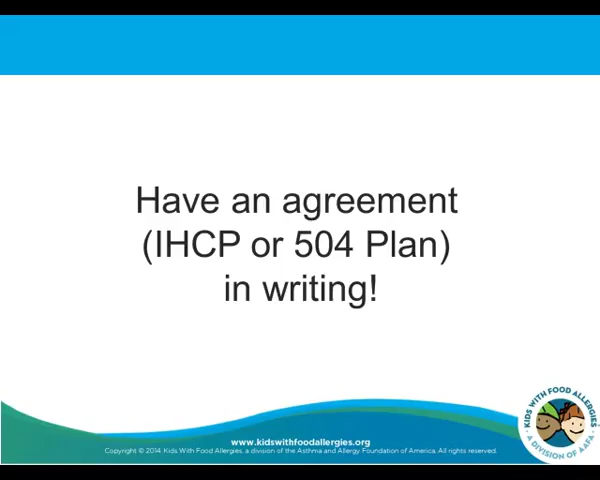 Have an agreement
(IHCP or 504 Plan)
in writing!
www.kidswithfoodallergies.org
Copyright © 2014 Kids With Food Allergies, a division of the Asthma and Allergy Foundation of America, All rights reserved.
KIDS WITH FOOD ALLERGIES
• A DIVISION OF AAFA •